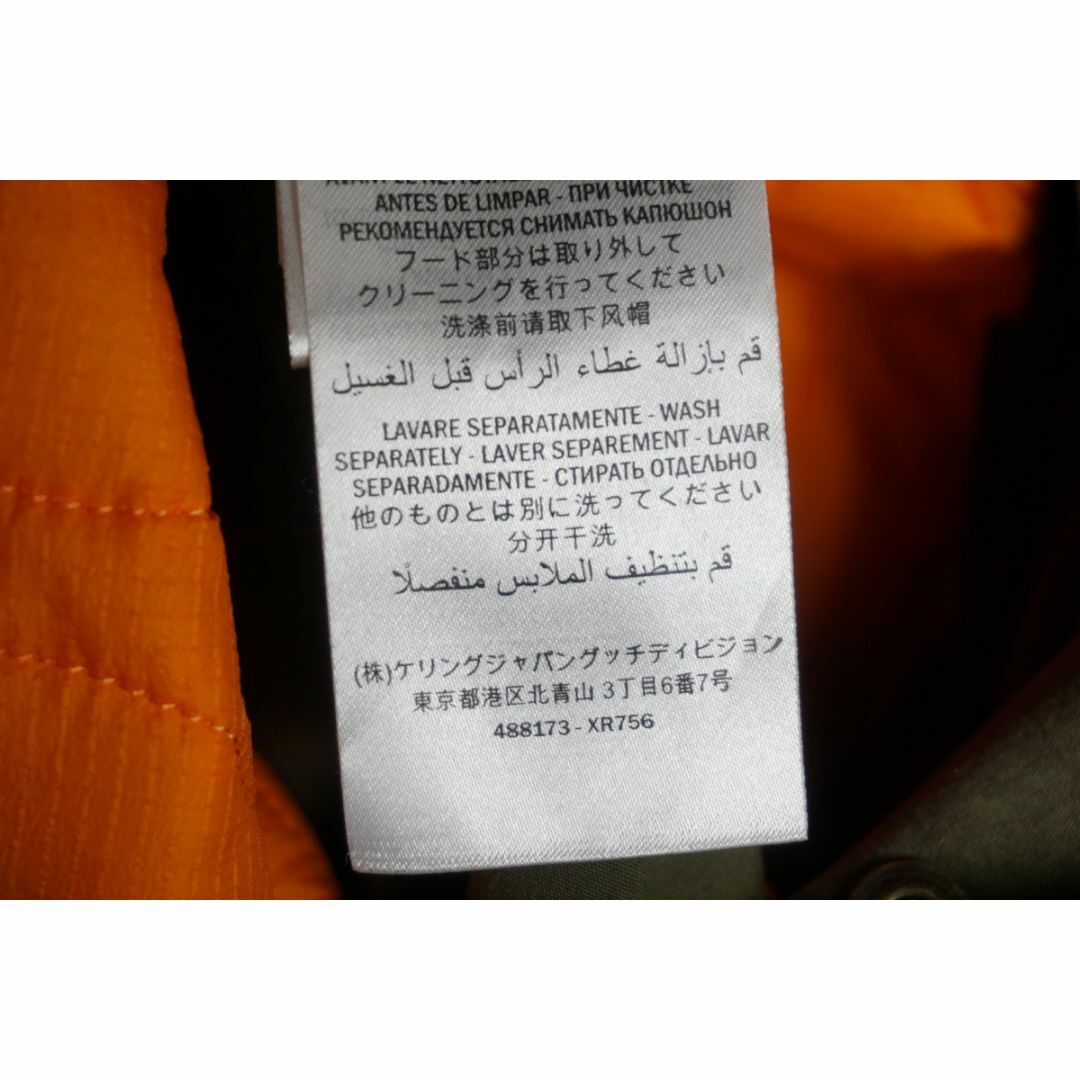 ANTES DE LIMPAR - ПРИ ЧИСТКЕ
РЕКОМЕНДУЕТСЯ СНИМАТЬ КАПЮШОН
フード部分は取り外して
クリーニングを行ってください
洗涤前请取下风帽
قم بإزالة غطاء الرأس قبل الغسيل
LAVARE SEPARATAMENTE - WASH
SEPARATELY - LAVER SEPAREMENT - LAVAR
SEPARADAMENTE - СТИРАТЬ ОТДЕЛЬНО
他のものとは別に洗ってください
分开干洗
قم بتنظيف الملابس منفصلًا
(株)ケリングジャパングッチディビジョン
東京都港区北青山 3丁目6番7号
488173 - XR756